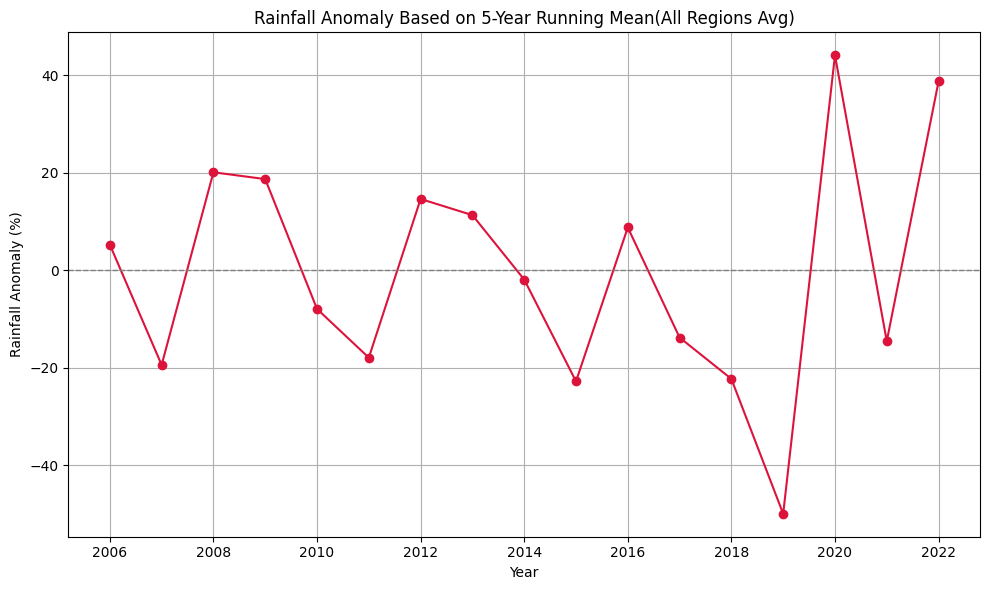 Rainfall Anomaly Based on 5-Year Running Mean(All Regions Avg)
Rainfall Anomaly (%)
40
20
0
−20
−40
2006 2008 2010 2012 2014 2016 2018 2020 2022
Year